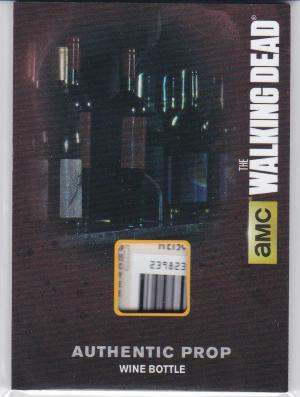 THE
WALKING DEAD®
aMC
239823
AUTHENTIC PROP
WINE BOTTLE